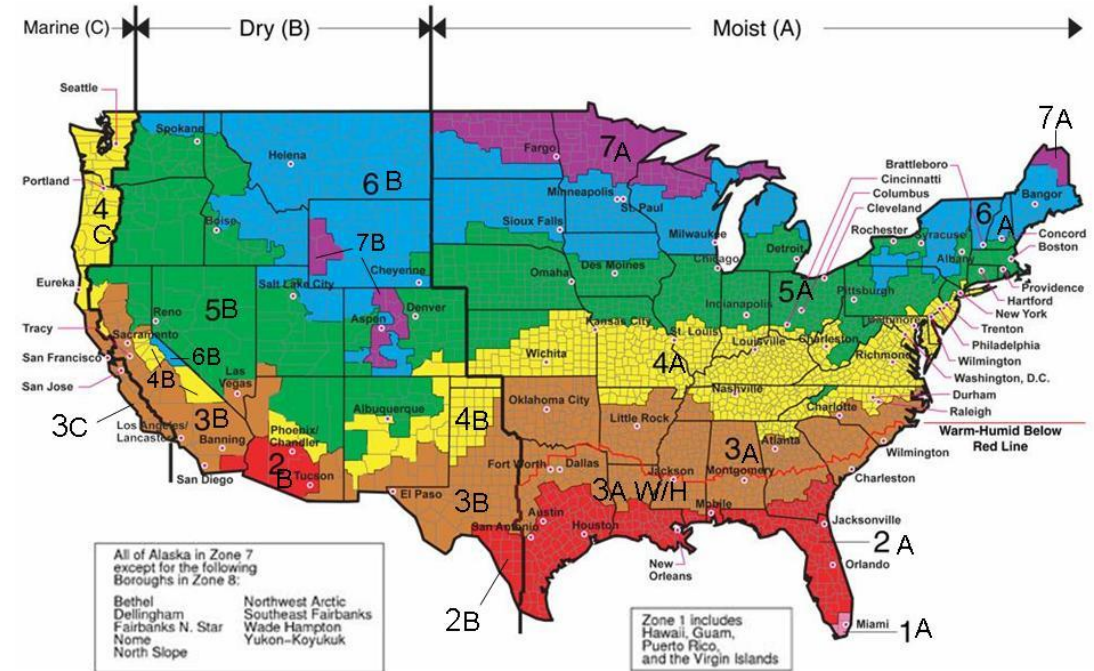 Marine (C)
Dry (B)
Moist (A)
Seattle
Spokane
Helena
Portland
4
C
Boise
6 B
7B
Fargo
7A
Minneapolis
St. Paul
Sioux Falls
Milwaukee
7A
Brattleboro
Cincinnatti
Columbus
Cleveland
Rochester
Syracuse
Albany
6
A
Bangor
Concord
Boston
Providence
Hartford
New York
Trenton
Philadelphia
Wilmington
Washington, D.C.
Durham
Raleigh
Warm-Humid Below
Red Line
Eureka
Reno
5B
Salt Lake City
Cheyenne
Aspen
Denver
Omaha
Des Moines
Chicago
Detroit
Indianapolis
5A
Pittsburgh
Baltimore
Tracy
Sacramento
San Francisco
San Jose
6B
4B
Las
Vegas
3C
3B
Los Angeles/
Lancaster
Banning
San Diego
Phoenix/
Chandler
2
B
Tucson
Albuquerque
4B
El Paso
3B
Wichita
Kansas City
St. Louis
4A
Louisville
Charleston
Richmond
Nashville
Oklahoma City
Little Rock
Charlotte
3A
Atlanta
Wilmington
Charleston
Fort Worth
Dallas
Jackson
Montgomery
3A W/H
Mobile
Austin
San Antonio
Houston
New
Orleans
Jacksonville
2 A
Orlando
2B
Miami
1A
All of Alaska in Zone 7
except for the following
Boroughs in Zone 8:
Bethel
Dellingham
Fairbanks N. Star
Nome
North Slope
Northwest Arctic
Southeast Fairbanks
Wade Hampton
Yukon-Koyukuk
Zone 1 includes
Hawaii, Guam,
Puerto Rico,
and the Virgin Islands